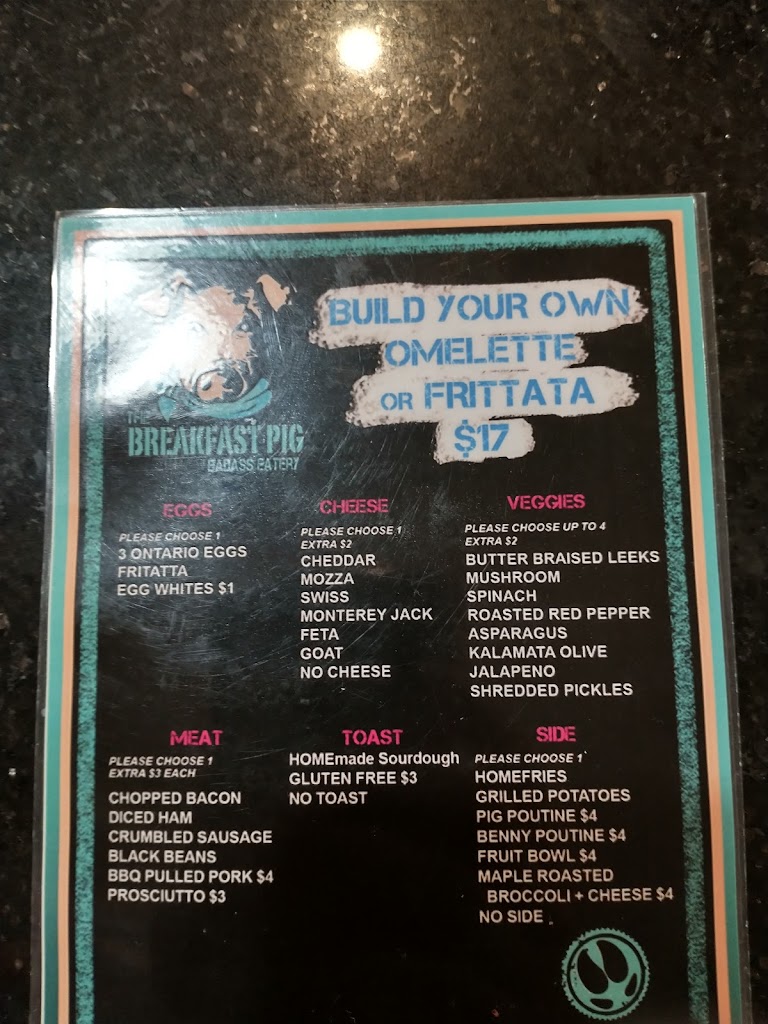 THE
BREAKFAST PIG
BADASS EATERY
BUILD YOUR OWN
OMELETTE
OR FRITTATA
$17
EGGS
PLEASE CHOOSE 1
3 ONTARIO EGGS
FRITATTA
EGG WHITES $1
CHEESE
PLEASE CHOOSE 1
EXTRA $2
CHEDDAR
MOZZA
SWISS
MONTEREY JACK
FETA
GOAT
NO CHEESE
VEGGIES
PLEASE CHOOSE UP TO 4
EXTRA $2
BUTTER BRAISED LEEKS
MUSHROOM
SPINACH
ROASTED RED PEPPER
ASPARAGUS
KALAMATA OLIVE
JALAPENO
SHREDDED PICKLES
MEAT
PLEASE CHOOSE 1
EXTRA $3 EACH
CHOPPED BACON
DICED HAM
CRUMBLED SAUSAGE
BLACK BEANS
BBQ PULLED PORK $4
PROSCIUTTO $3
TOAST
HOMEmade Sourdough
GLUTEN FREE $3
NO TOAST
SIDE
PLEASE CHOOSE 1
HOMEFRIES
GRILLED POTATOES
PIG POUTINE $4
BENNY POUTINE $4
FRUIT BOWL $4
MAPLE ROASTED
BROCCOLI + CHEESE $4
NO SIDE